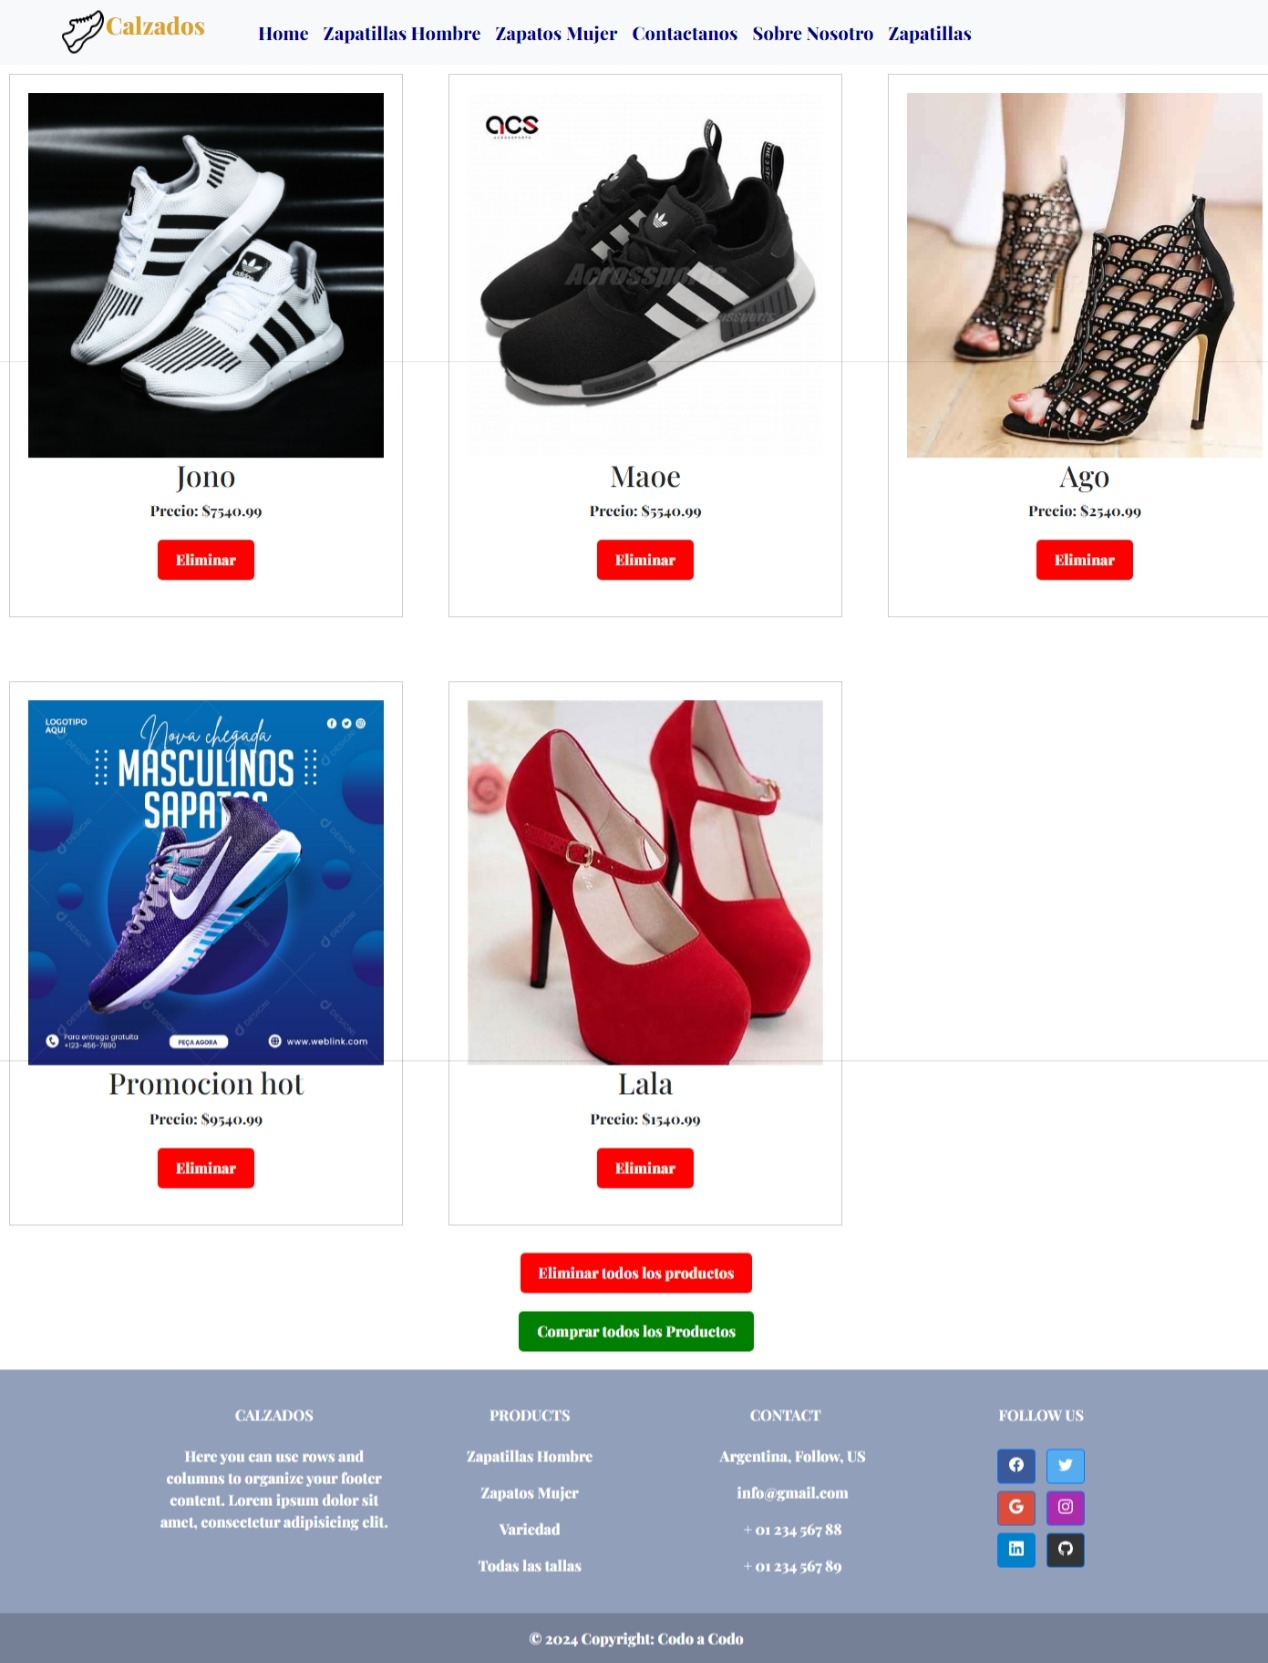 Calzados
Home Zapatillas Hombre Zapatos Mujer Contactanos Sobre Nosotro Zapatillas
acs
ACROSSPORTS
Acrossports
Acrossports
Jono
Precio: $7540.99
Eliminar
Maoe
Precio: $5540.99
Eliminar
Ago
Precio: $2540.99
Eliminar
LOGOTIPO
AQUI
Nova chegada
MASCULINOS
SAPATOS
Para entrega gratuita
+123-456-7890
PEÇA AGORA
www.weblink.com
Promocion hot
Precio: $9540.99
Eliminar
Lala
Precio: $1540.99
Eliminar
Eliminar todos los productos
Comprar todos los Productos
CALZADOS
Here you can use rows and
columns to organize your footer
content. Lorem ipsum dolor sit
amet, consectetur adipisicing elit.
PRODUCTS
Zapatillas Hombre
Zapatos Mujer
Variedad
Todas las tallas
CONTACT
Argentina, Follow, US
info@gmail.com
+ 01 234 567 88
+ 01 234 567 89
FOLLOW US
© 2024 Copyright: Codo a Codo